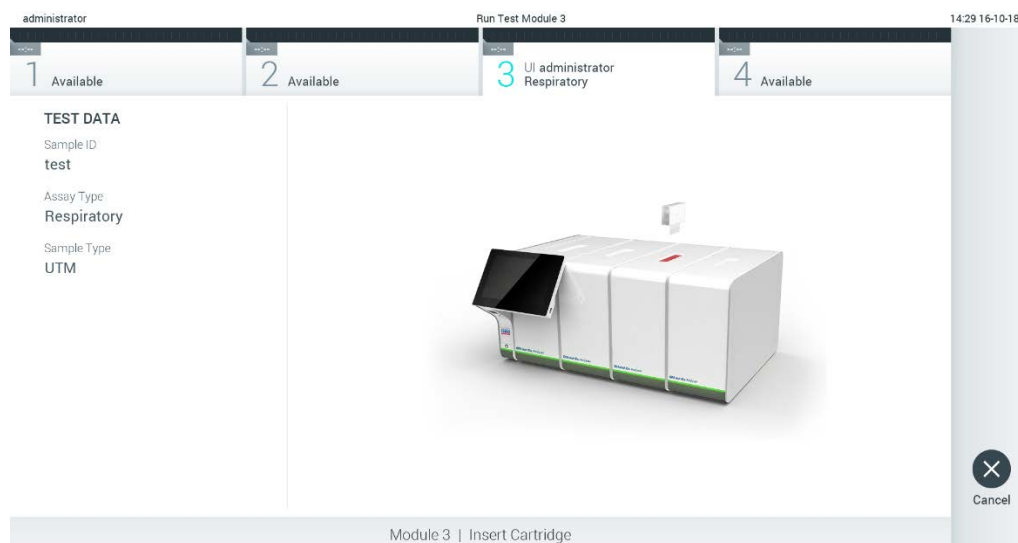 administrator
Run Test Module 3
14:29 16-10-18
--:--
--:--
--:--
--:--
1 Available
2 Available
3 UI administrator
Respiratory
4 Available
TEST DATA
Sample ID
test
Assay Type
Respiratory
Sample Type
UTM
Cancel
Module 3 | Insert Cartridge